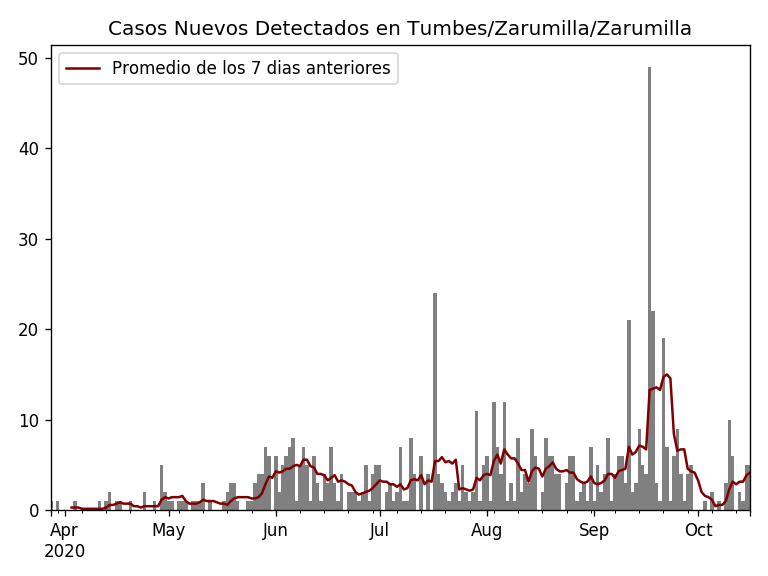 Casos Nuevos Detectados en Tumbes/Zarumilla/Zarumilla
Promedio de los 7 dias anteriores
50
40
30
20
10
0
Apr May Jun Jul Aug Sep Oct
2020